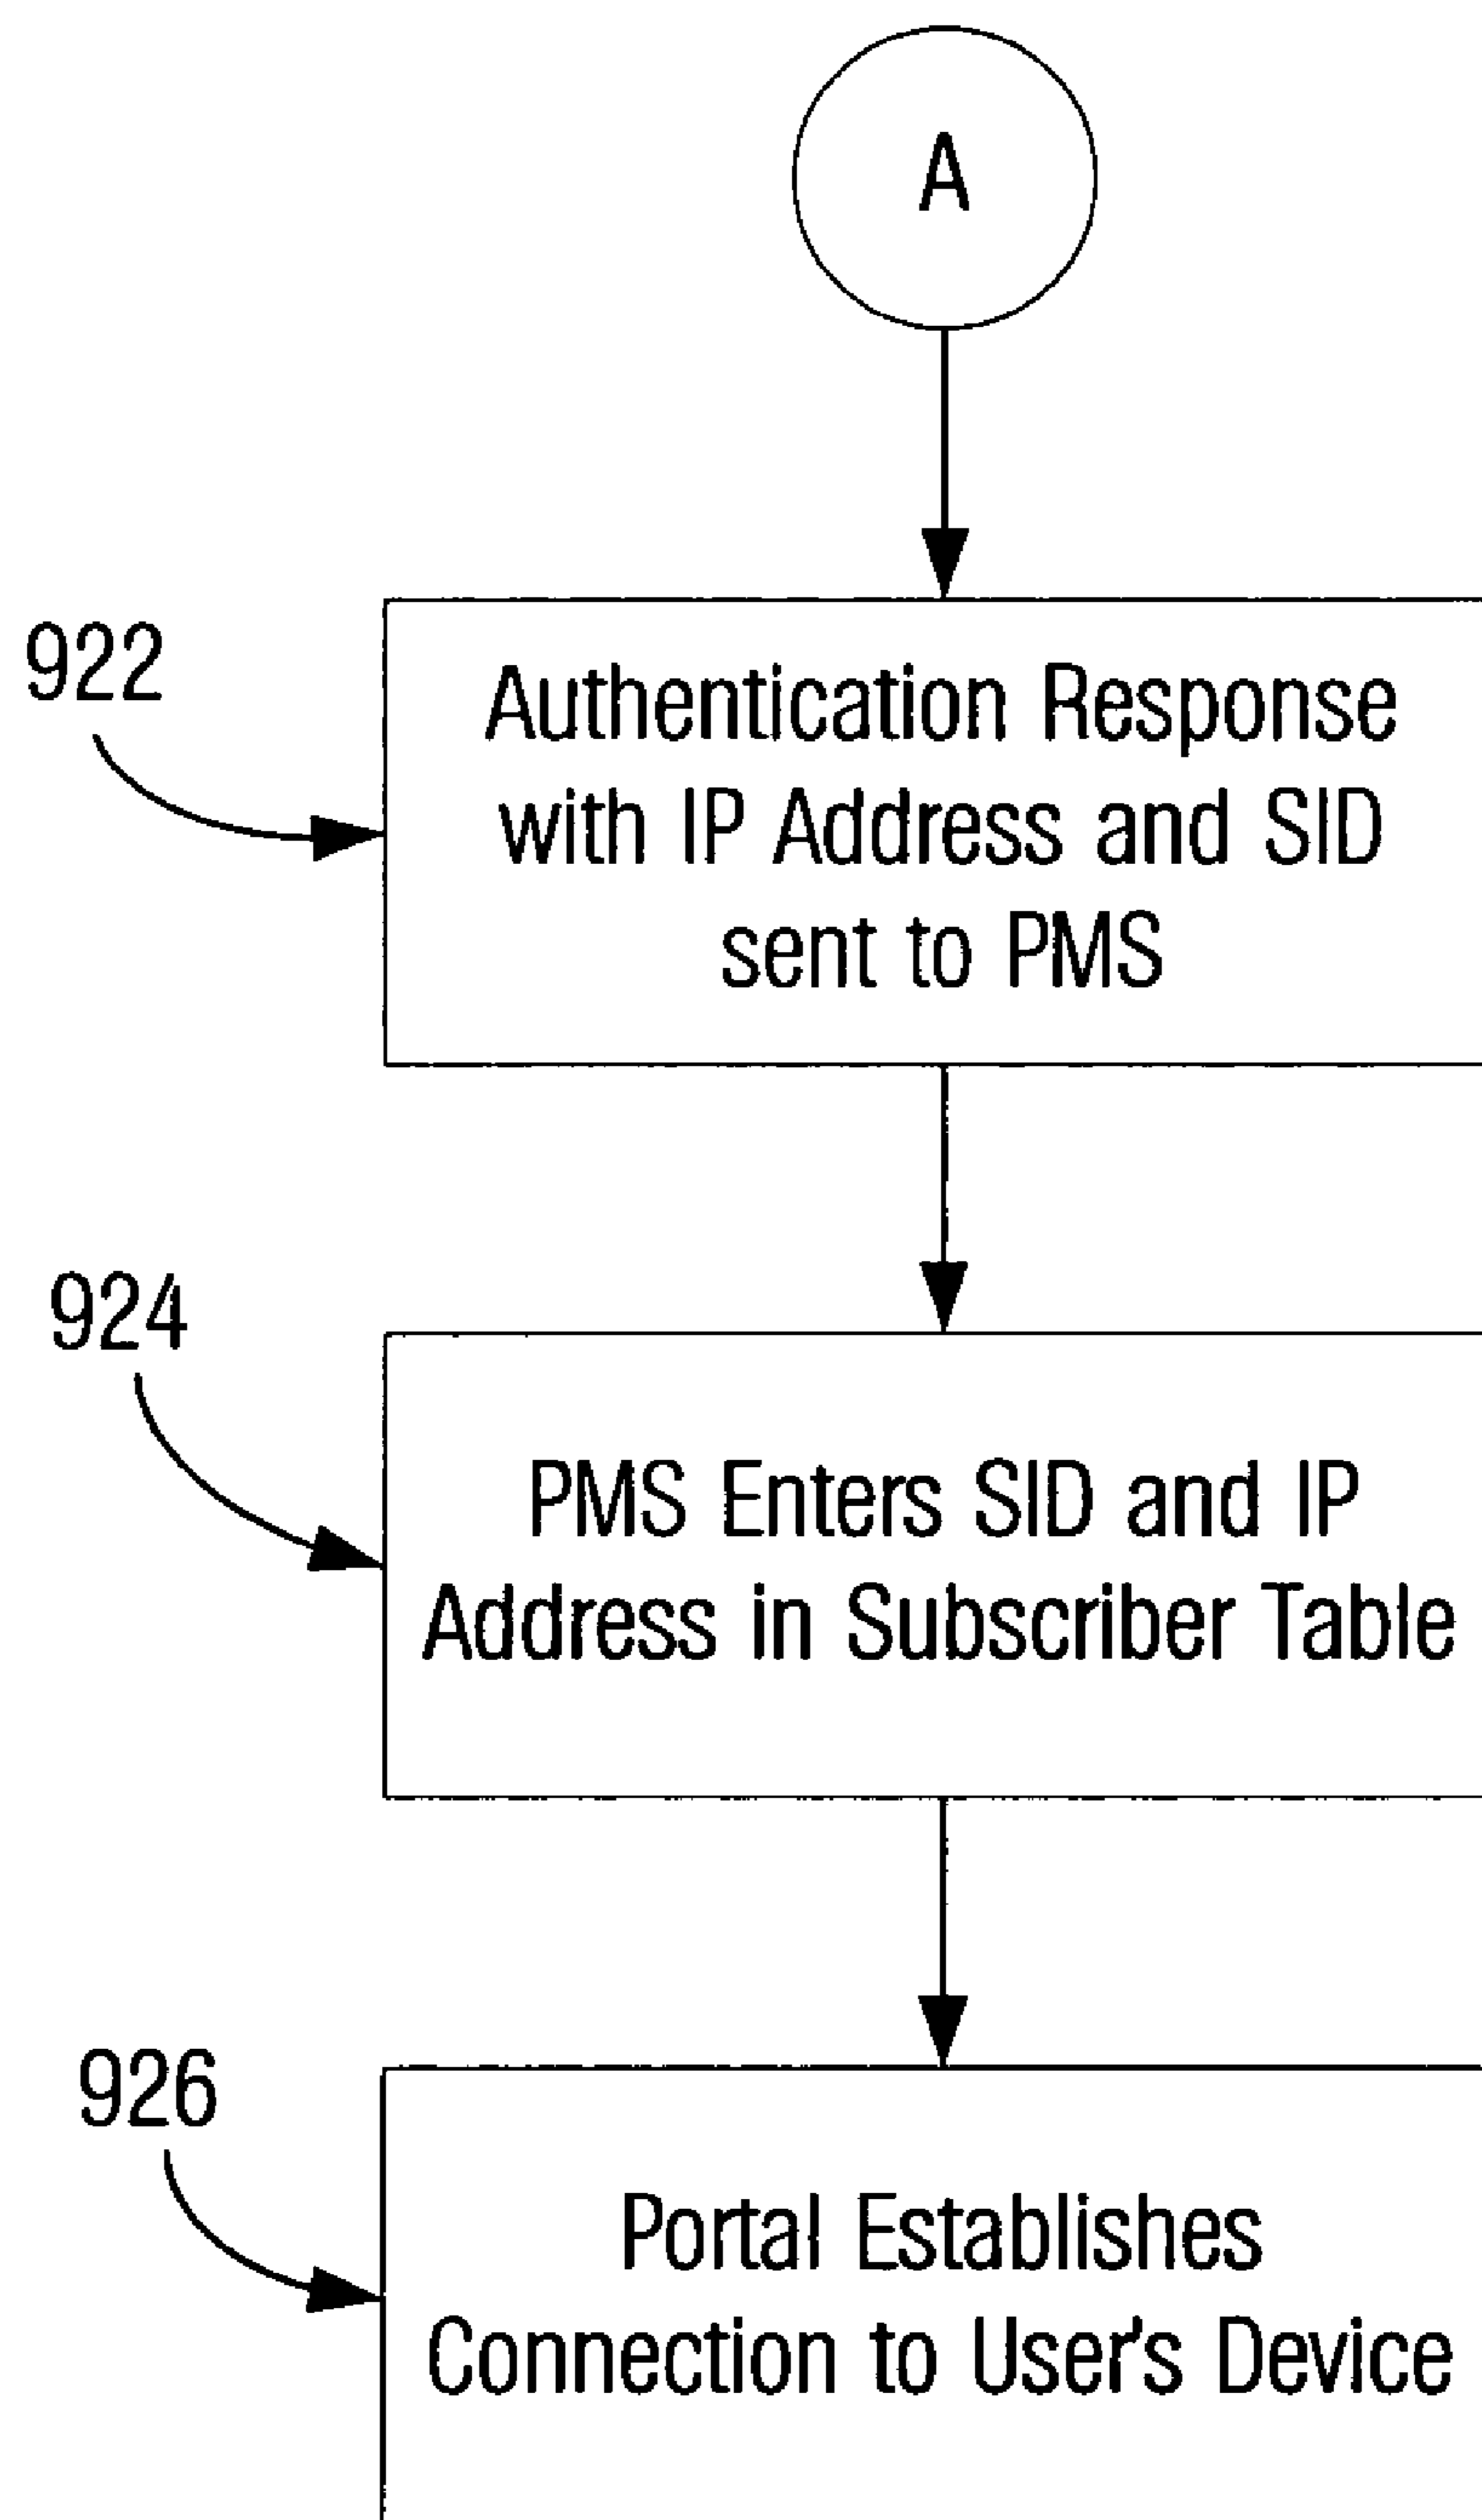 A
922
Authentication Response
with IP Address and SID
sent to PMS
924
PMS Enters SID and IP
Address in Subscriber Table
926
Portal Establishes
Connection to User's Device